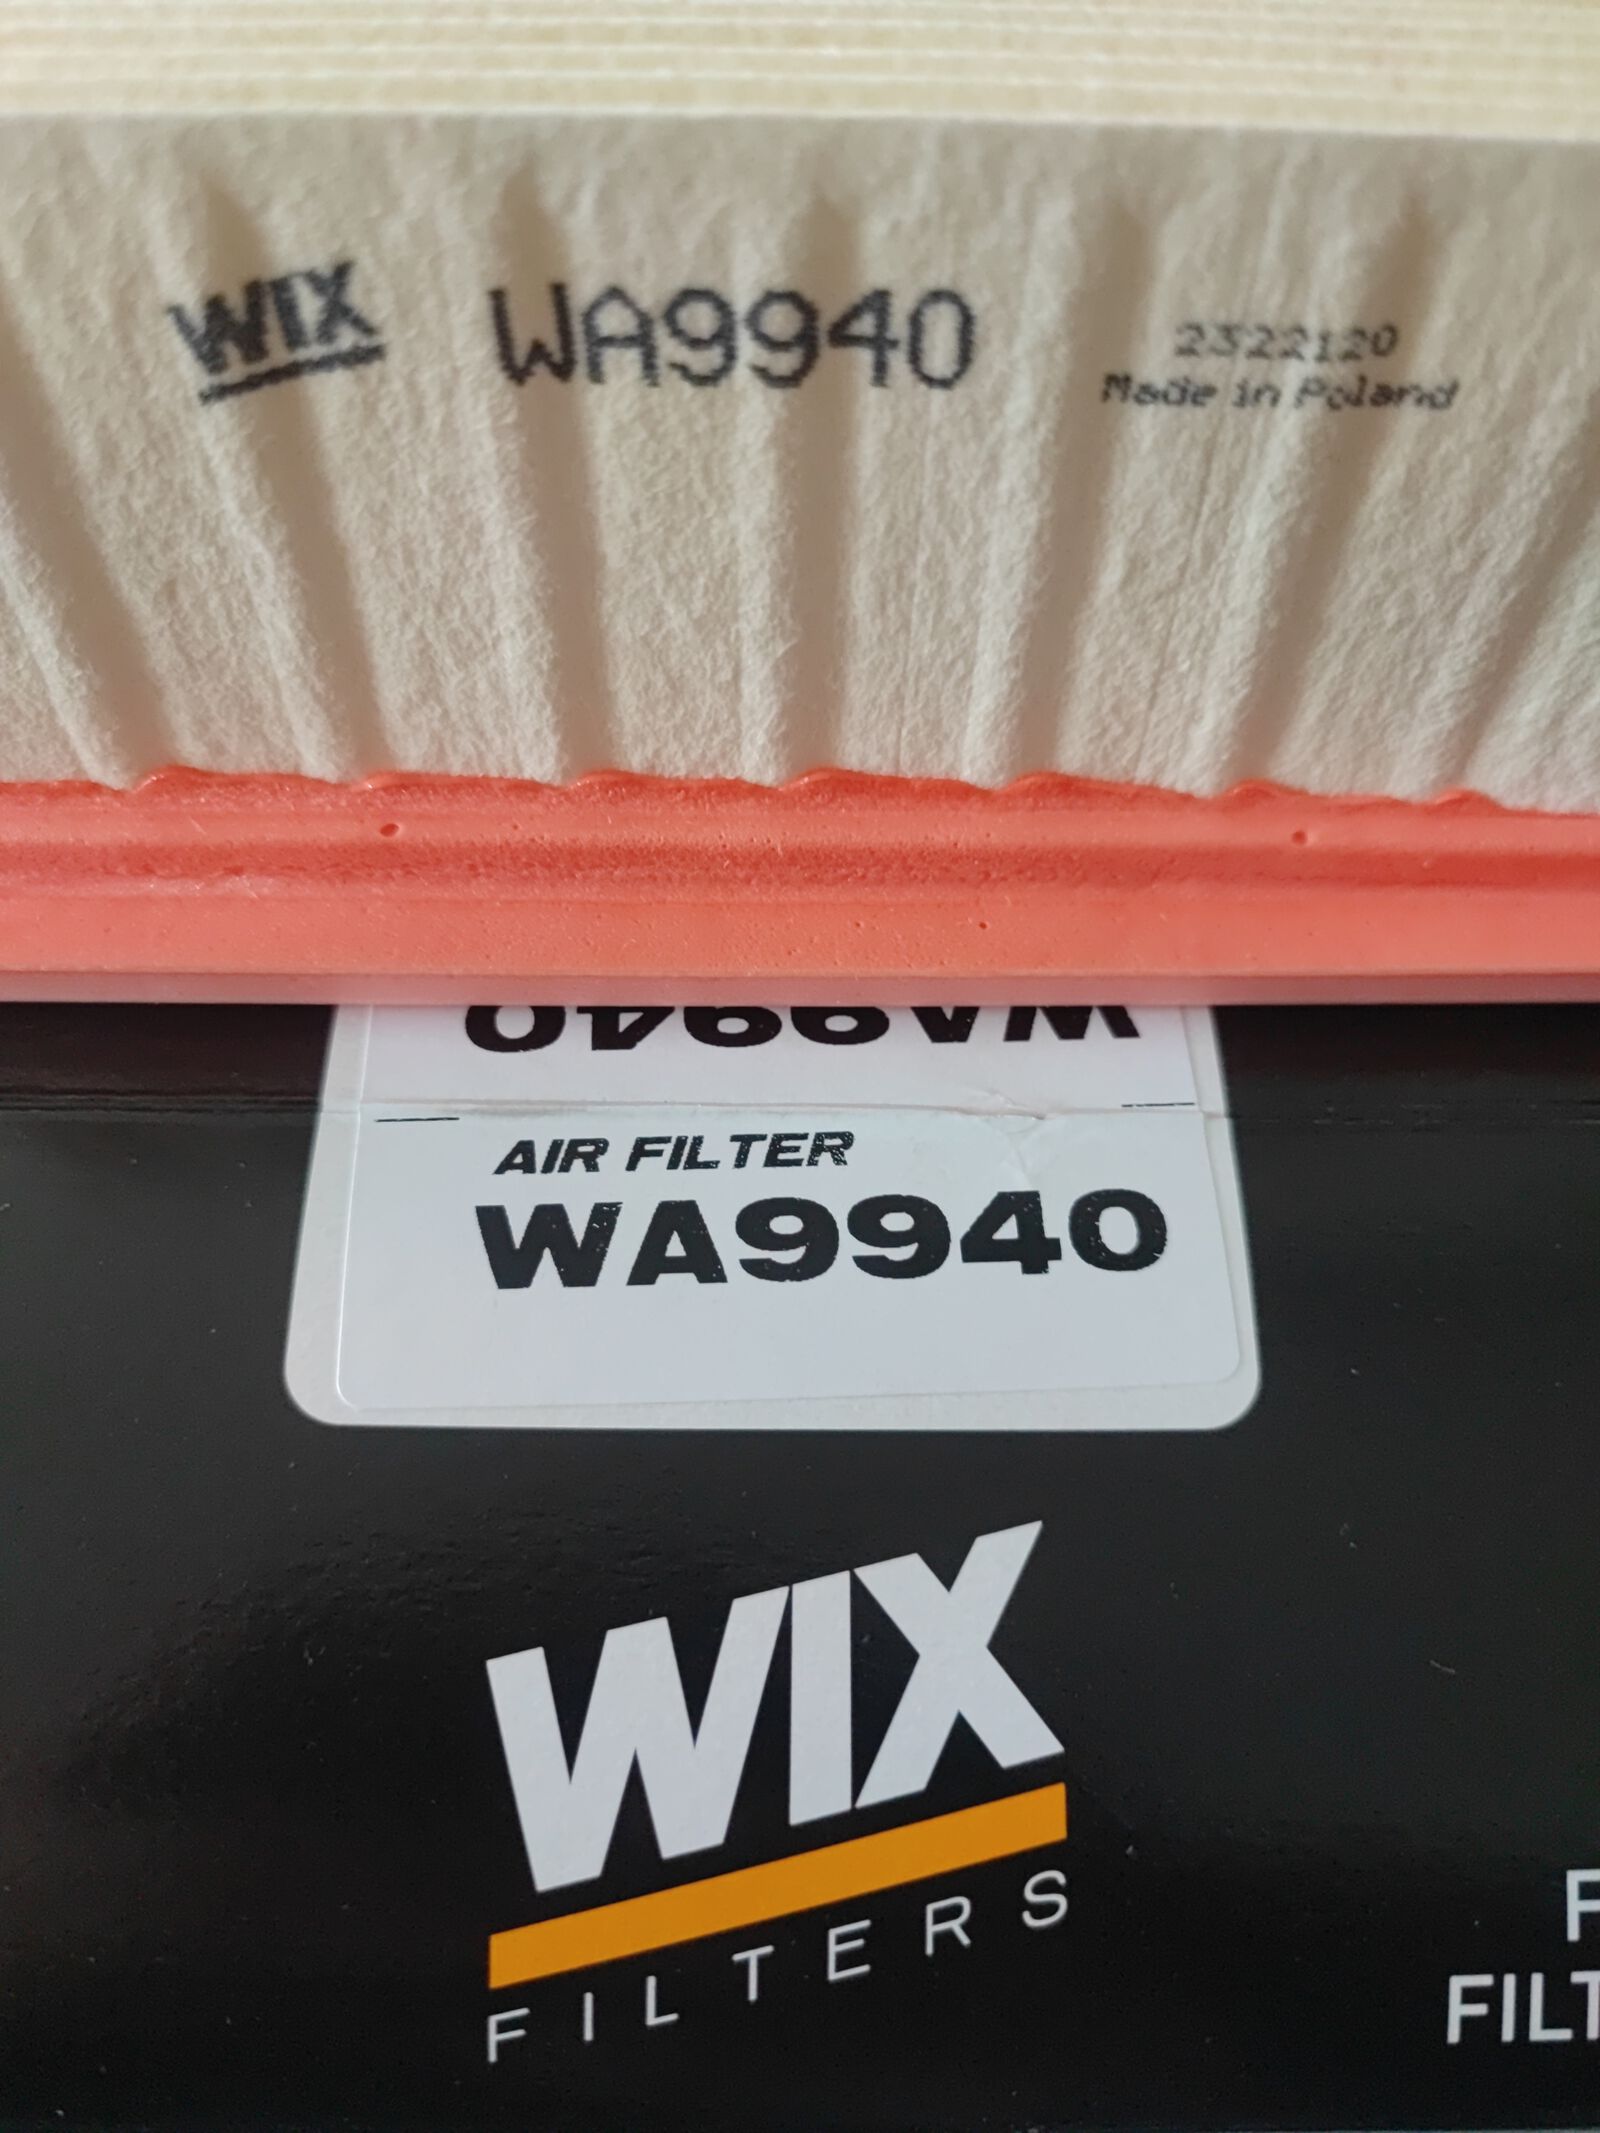 WIX WA9940 2322120
Made in Poland
WA9940
AIR FILTER
WA9940
WIX
FILTERS
FILT